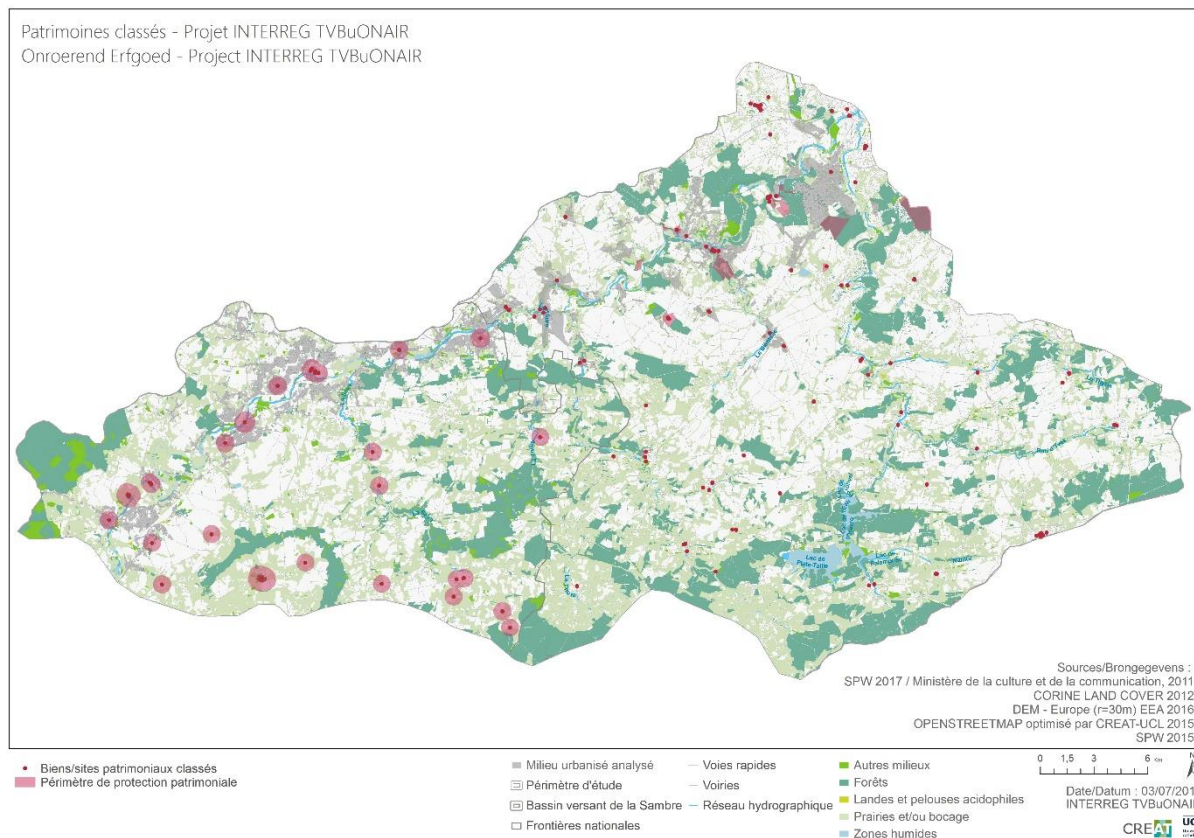 Patrimoines classés - Projet INTERREG TVBuONAIR
Onroerend Erfgoed - Project INTERREG TVBuONAIR
Lac de
Plate-Taille
Sources/Brongegevens :
SPW 2017 / Ministère de la culture et de la communication, 2011
CORINE LAND COVER 2012
DEM - Europe (r=30m) EEA 2016
OPENSTREETMAP optimisé par CREAT-UCL 2015
SPW 2015
Biens/sites patrimoniaux classés
Périmètre de protection patrimoniale
Milieu urbanisé analysé
Périmètre d'étude
Bassin versant de la Sambre
Frontières nationales
Voies rapides
Voiries
Réseau hydrographique
Autres milieux
Forêts
Landes et pelouses acidophiles
Prairies et/ou bocage
Zones humides
0 1,5 3 6 Km
N
Date/Datum : 03/07/201
INTERREG TVBuONAI
CREAT